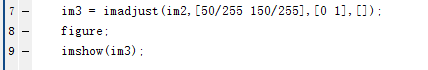 7 - im3 = imadjust(im2,[50/255 150/255],[0 1],[]);
8 - figure;
9 - imshow(im3);